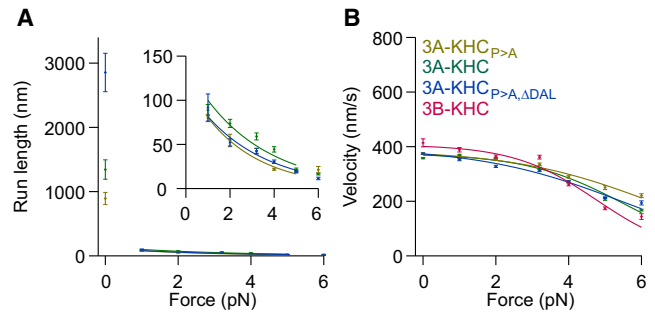 A
Run length (nm)
3000
2000
1000
0
0
2
4
6
Force (pN)
150
100
50
0
0
2
4
6
B
Velocity (nm/s)
800
600
400
200
0
0
2
4
6
Force (pN)
3A-KHCP>A
3A-KHC
3A-KHCP>A,ΔDAL
3B-KHC